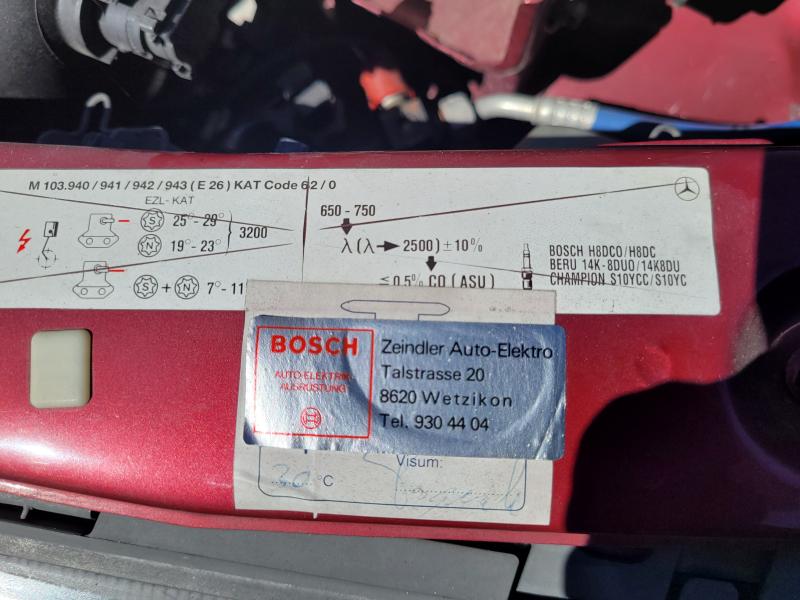 M 103.940 / 941 / 942 / 943 ( E 26 ) KAT Code 62 / 0
EZL- KAT
S 25° - 29°
N 19° - 23°
3200
S + N 7° - 11
650 - 750
λ (λ → 2500) ± 10%
≤ 0,5% CO (ASU)
BOSCH H8DCO/H8DC
BERU 14K-8DUO/14K8DU
CHAMPION S10YCC/S10YC
BOSCH
AUTO-ELEKTRIK-
AUSRÜSTUNG
Zeindler Auto-Elektro
Talstrasse 20
8620 Wetzikon
Tel. 930 44 04
Visum:
30 °C